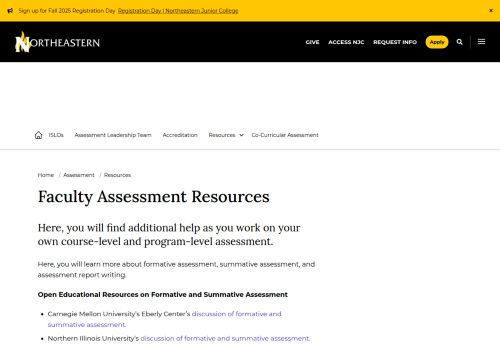 Sign up for Fall 2025 Registration Day Registration Day | Northeastern Junior College ×
NORTHEASTERN GIVE ACCESS NJC REQUEST INFO Apply
ISLOs Assessment Leadership Team Accreditation Resources Co-Curricular Assessment
Home / Assessment / Resources
Faculty Assessment Resources
Here, you will find additional help as you work on your
own course-level and program-level assessment.
Here, you will learn more about formative assessment, summative assessment, and
assessment report writing.
Open Educational Resources on Formative and Summative Assessment
• Carnegie Mellon University's Eberly Center's discussion of formative and
summative assessment.
• Northern Illinois University's discussion of formative and summative assessment.